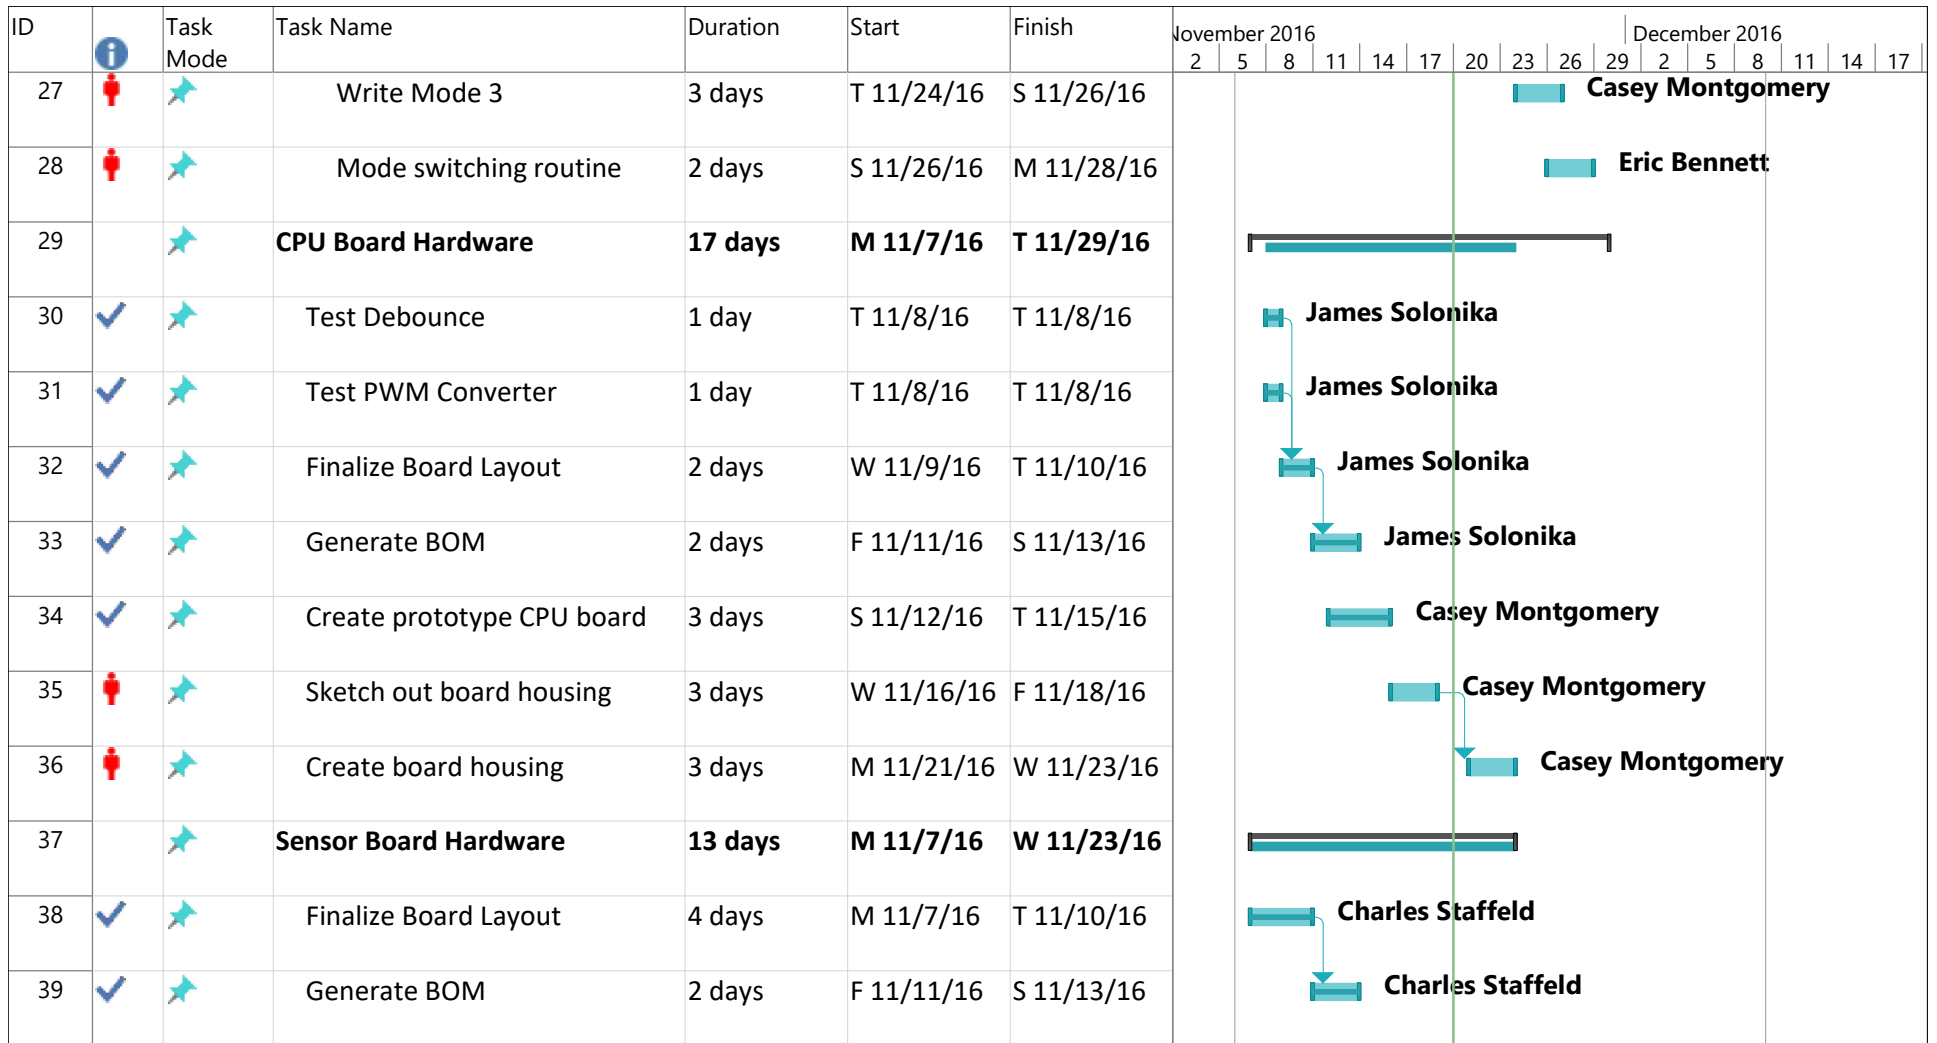 ID Task Mode Task Name Duration Start Finish
November 2016 December 2016
2 5 8 11 14 17 20 23 26 29 2 5 8 11 14 17
27 Write Mode 3 3 days T 11/24/16 S 11/26/16 Casey Montgomery
28 Mode switching routine 2 days S 11/26/16 M 11/28/16 Eric Bennett
29 CPU Board Hardware 17 days M 11/7/16 T 11/29/16
30 Test Debounce 1 day T 11/8/16 T 11/8/16 James Solonika
31 Test PWM Converter 1 day T 11/8/16 T 11/8/16 James Solonika
32 Finalize Board Layout 2 days W 11/9/16 T 11/10/16 James Solonika
33 Generate BOM 2 days F 11/11/16 S 11/13/16 James Solonika
34 Create prototype CPU board 3 days S 11/12/16 T 11/15/16 Casey Montgomery
35 Sketch out board housing 3 days W 11/16/16 F 11/18/16 Casey Montgomery
36 Create board housing 3 days M 11/21/16 W 11/23/16 Casey Montgomery
37 Sensor Board Hardware 13 days M 11/7/16 W 11/23/16
38 Finalize Board Layout 4 days M 11/7/16 T 11/10/16 Charles Staffeld
39 Generate BOM 2 days F 11/11/16 S 11/13/16 Charles Staffeld